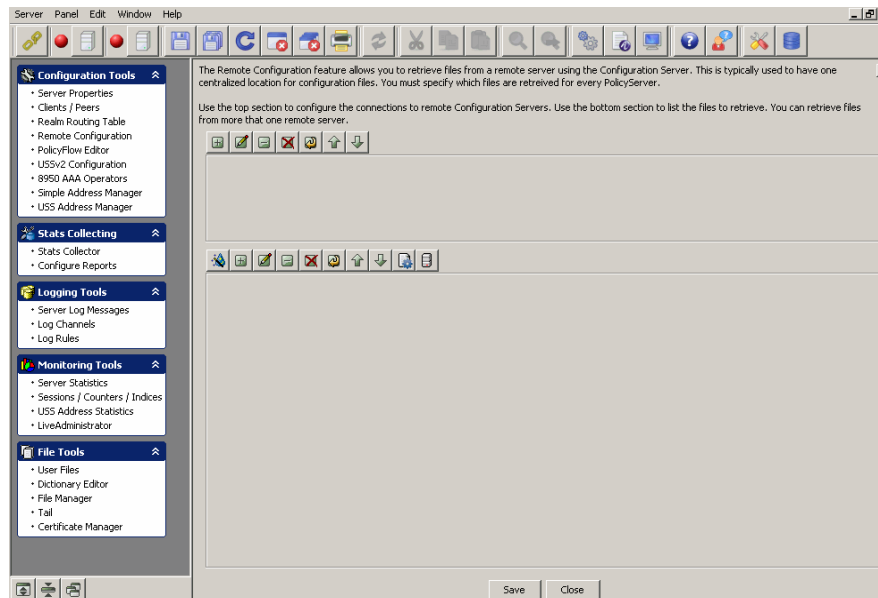 Server Panel Edit Window Help
Configuration Tools
Server Properties
Clients / Peers
Realm Routing Table
Remote Configuration
PolicyFlow Editor
USSv2 Configuration
8950 AAA Operators
Simple Address Manager
USS Address Manager
Stats Collecting
Stats Collector
Configure Reports
Logging Tools
Server Log Messages
Log Channels
Log Rules
Monitoring Tools
Server Statistics
Sessions / Counters / Indices
USS Address Statistics
LiveAdministrator
File Tools
User Files
Dictionary Editor
File Manager
Tail
Certificate Manager
The Remote Configuration feature allows you to retrieve files from a remote server using the Configuration Server. This is typically used to have one
centralized location for configuration files. You must specify which files are retreived for every PolicyServer.
Use the top section to configure the connections to remote Configuration Servers. Use the bottom section to list the files to retrieve. You can retrieve files
from more that one remote server.
Save Close